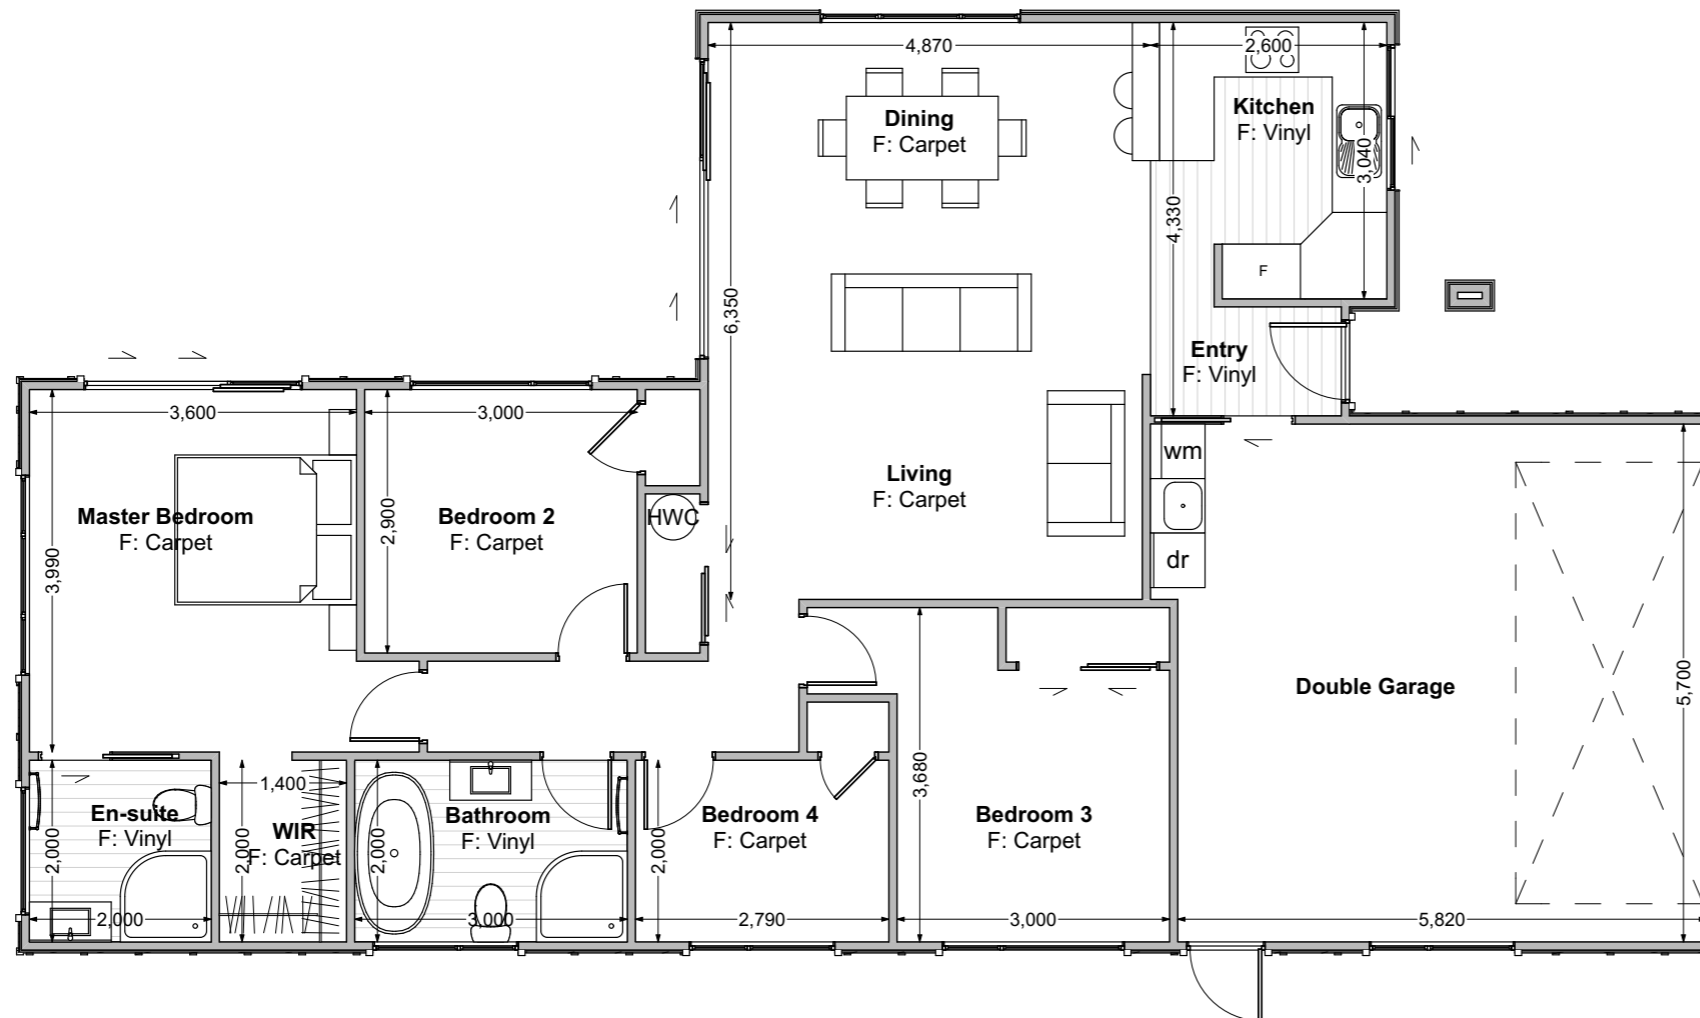 4,870
2,600
Dining
F: Carpet
Kitchen
F: Vinyl
3,040
4,330
6,350
F
Entry
F: Vinyl
3,600
3,000
wm
Living
F: Carpet
Master Bedroom
F: Carpet
Bedroom 2
F: Carpet
2,900
HWC
3,990
dr
Double Garage
5,700
3,680
1,400
En-suite
F: Vinyl
2,000
WIR
F: Carpet
2,000
Bathroom
F: Vinyl
2,000
Bedroom 4
F: Carpet
2,000
Bedroom 3
F: Carpet
2,000
3,000
2,790
3,000
5,820